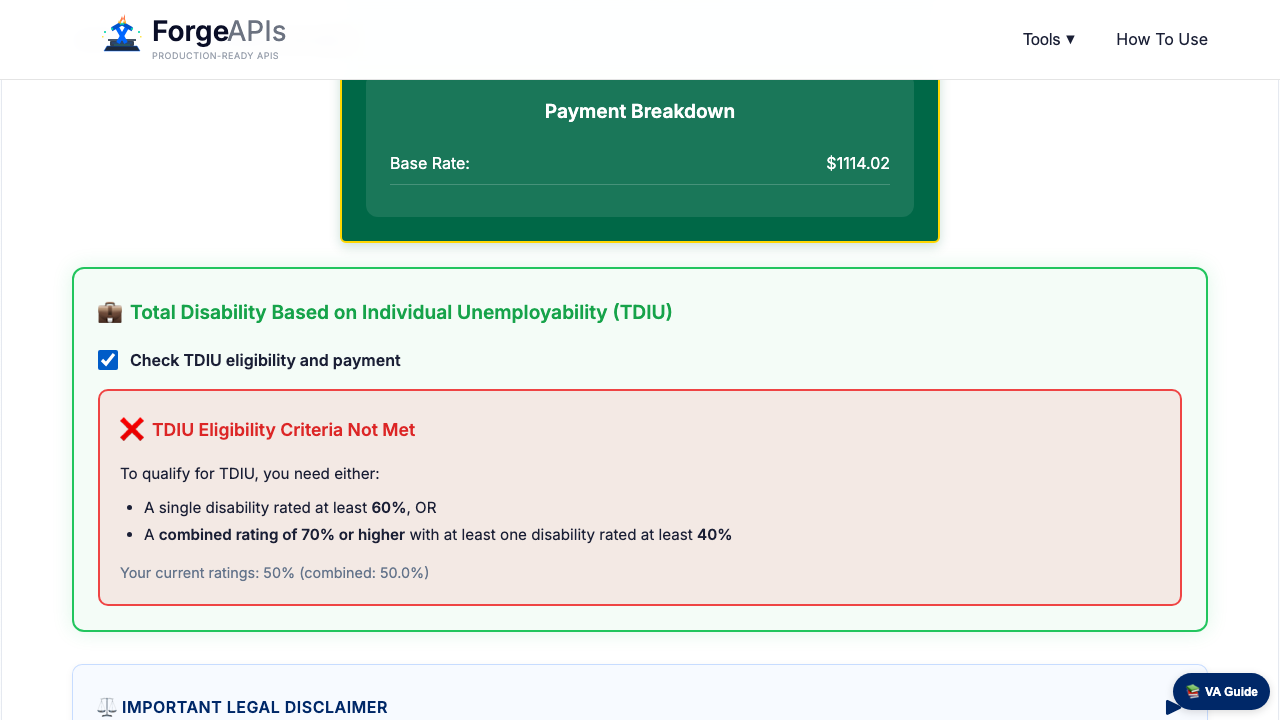 ForgeAPIs
PRODUCTION-READY APIS
Tools ▼
How To Use
Payment Breakdown
Base Rate: $1114.02
💼 Total Disability Based on Individual Unemployability (TDIU)
Check TDIU eligibility and payment
❌ TDIU Eligibility Criteria Not Met
To qualify for TDIU, you need either:
• A single disability rated at least 60%, OR
• A combined rating of 70% or higher with at least one disability rated at least 40%
Your current ratings: 50% (combined: 50.0%)
⚖️ IMPORTANT LEGAL DISCLAIMER ▶
📚 VA Guide